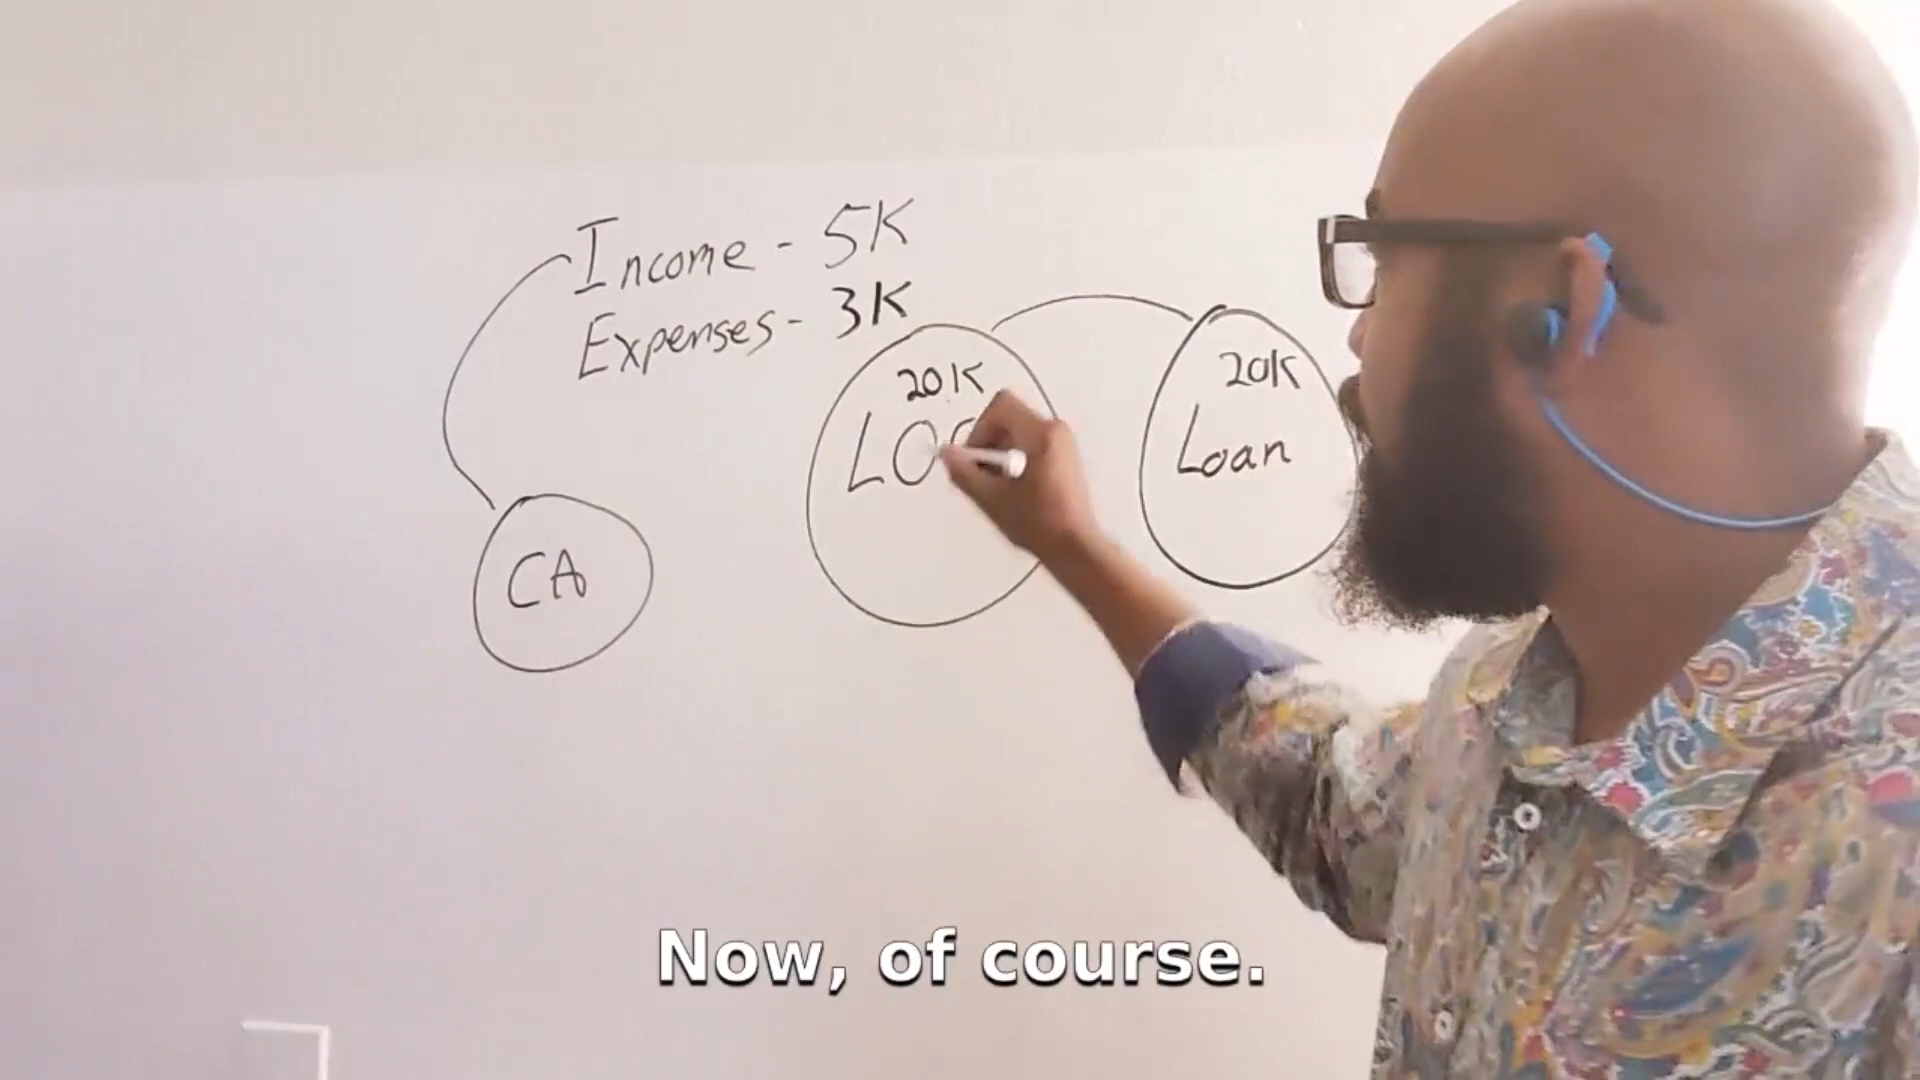 Income - 5K
Expenses - 3K
20K
20K
Loan
CA
Now, of course.